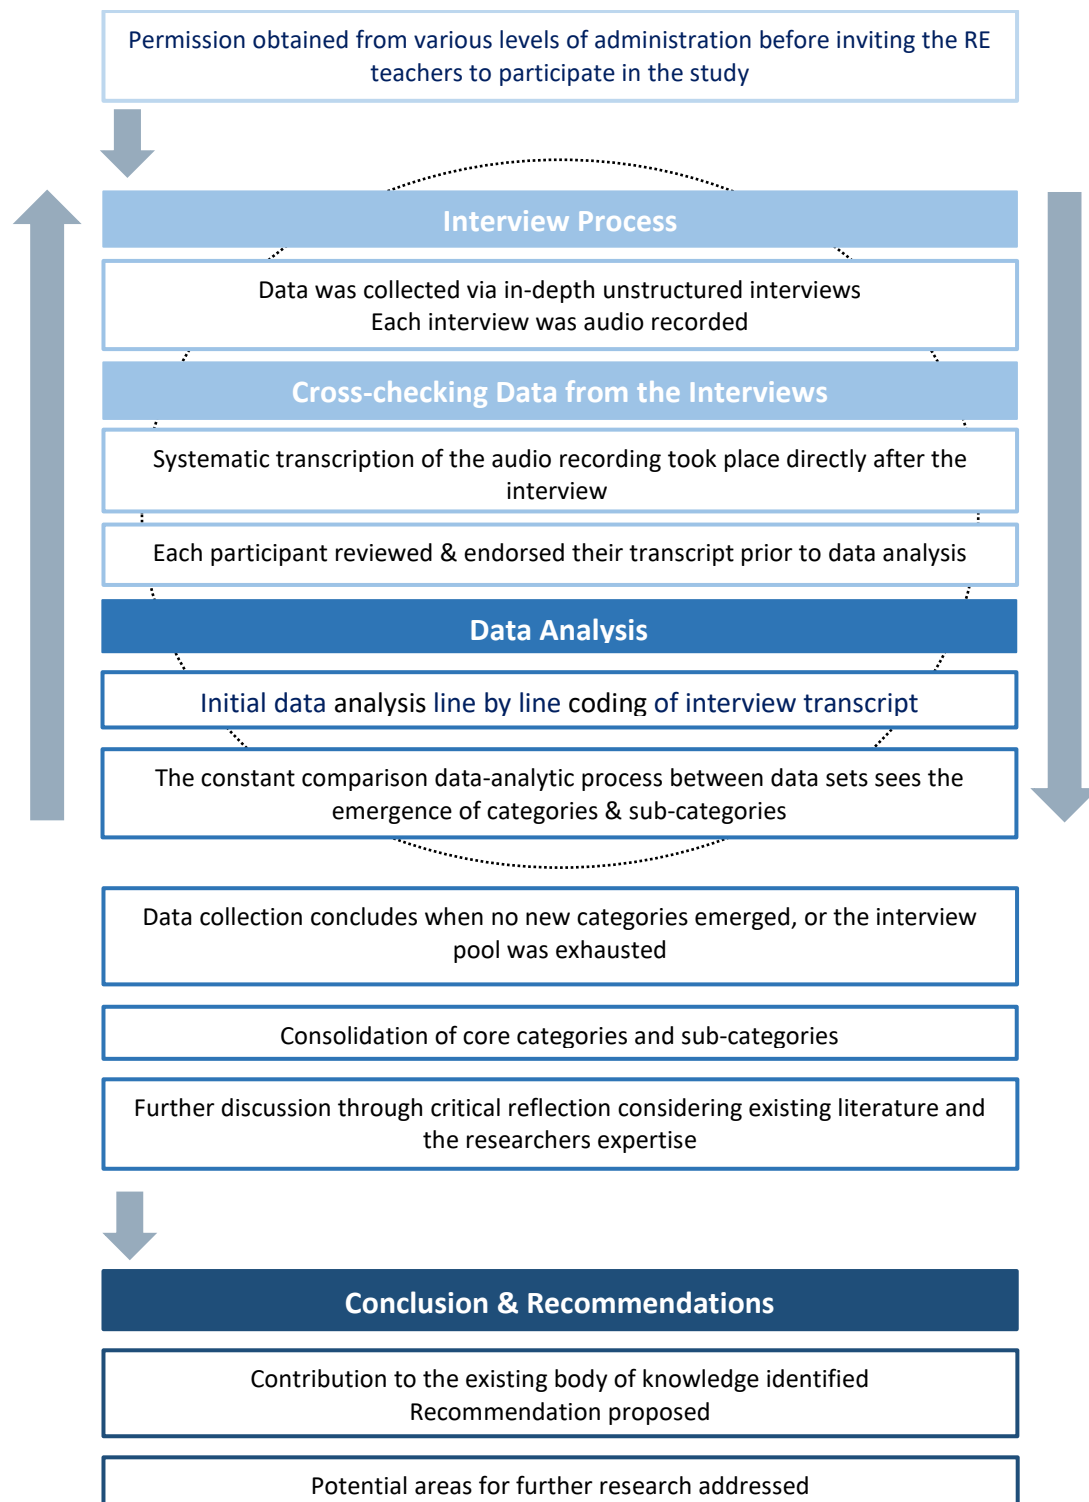 Permission obtained from various levels of administration before inviting the RE
teachers to participate in the study
Interview Process
Data was collected via in-depth unstructured interviews
Each interview was audio recorded
Cross-checking Data from the Interviews
Systematic transcription of the audio recording took place directly after the
interview
Each participant reviewed & endorsed their transcript prior to data analysis
Data Analysis
Initial data analysis line by line coding of interview transcript
The constant comparison data-analytic process between data sets sees the
emergence of categories & sub-categories
Data collection concludes when no new categories emerged, or the interview
pool was exhausted
Consolidation of core categories and sub-categories
Further discussion through critical reflection considering existing literature and
the researchers expertise
Conclusion & Recommendations
Contribution to the existing body of knowledge identified
Recommendation proposed
Potential areas for further research addressed